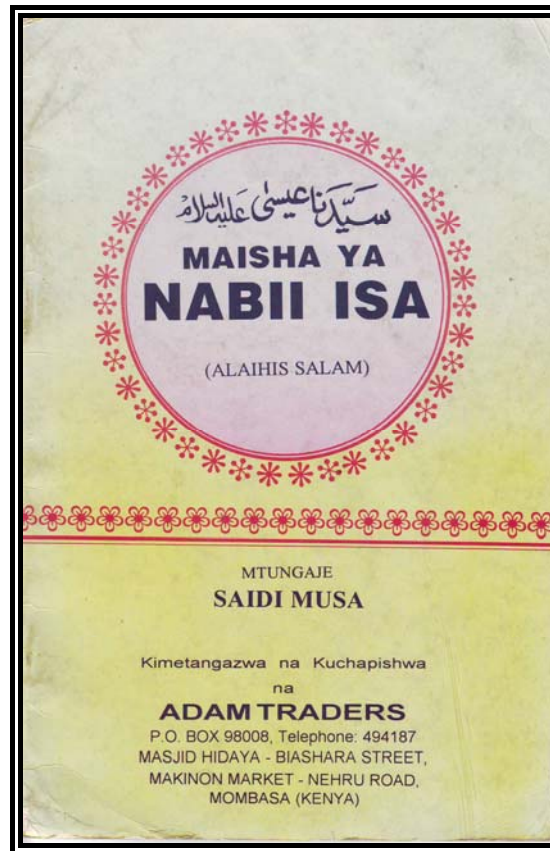 سَيِّدُنَا عِيسَى عَلَيْهِ السَّلَامْ
MAISHA YA
NABII ISA
(ALAIHIS SALAM)
MTUNGAJE
SAIDI MUSA
Kimetangazwa na Kuchapishwa
na
ADAM TRADERS
P.O. BOX 98008, Telephone: 494187
MASJID HIDAYA - BIASHARA STREET,
MAKINON MARKET - NEHRU ROAD,
MOMBASA (KENYA)